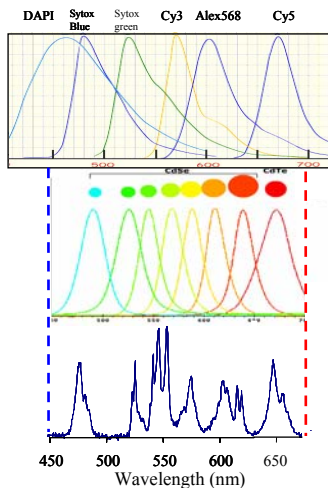 DAPI Sytox Blue Sytox green Cy3 Alex568 Cy5
500 600 700
CdSe CdTe
450 500 550 600 650
Wavelength (nm)